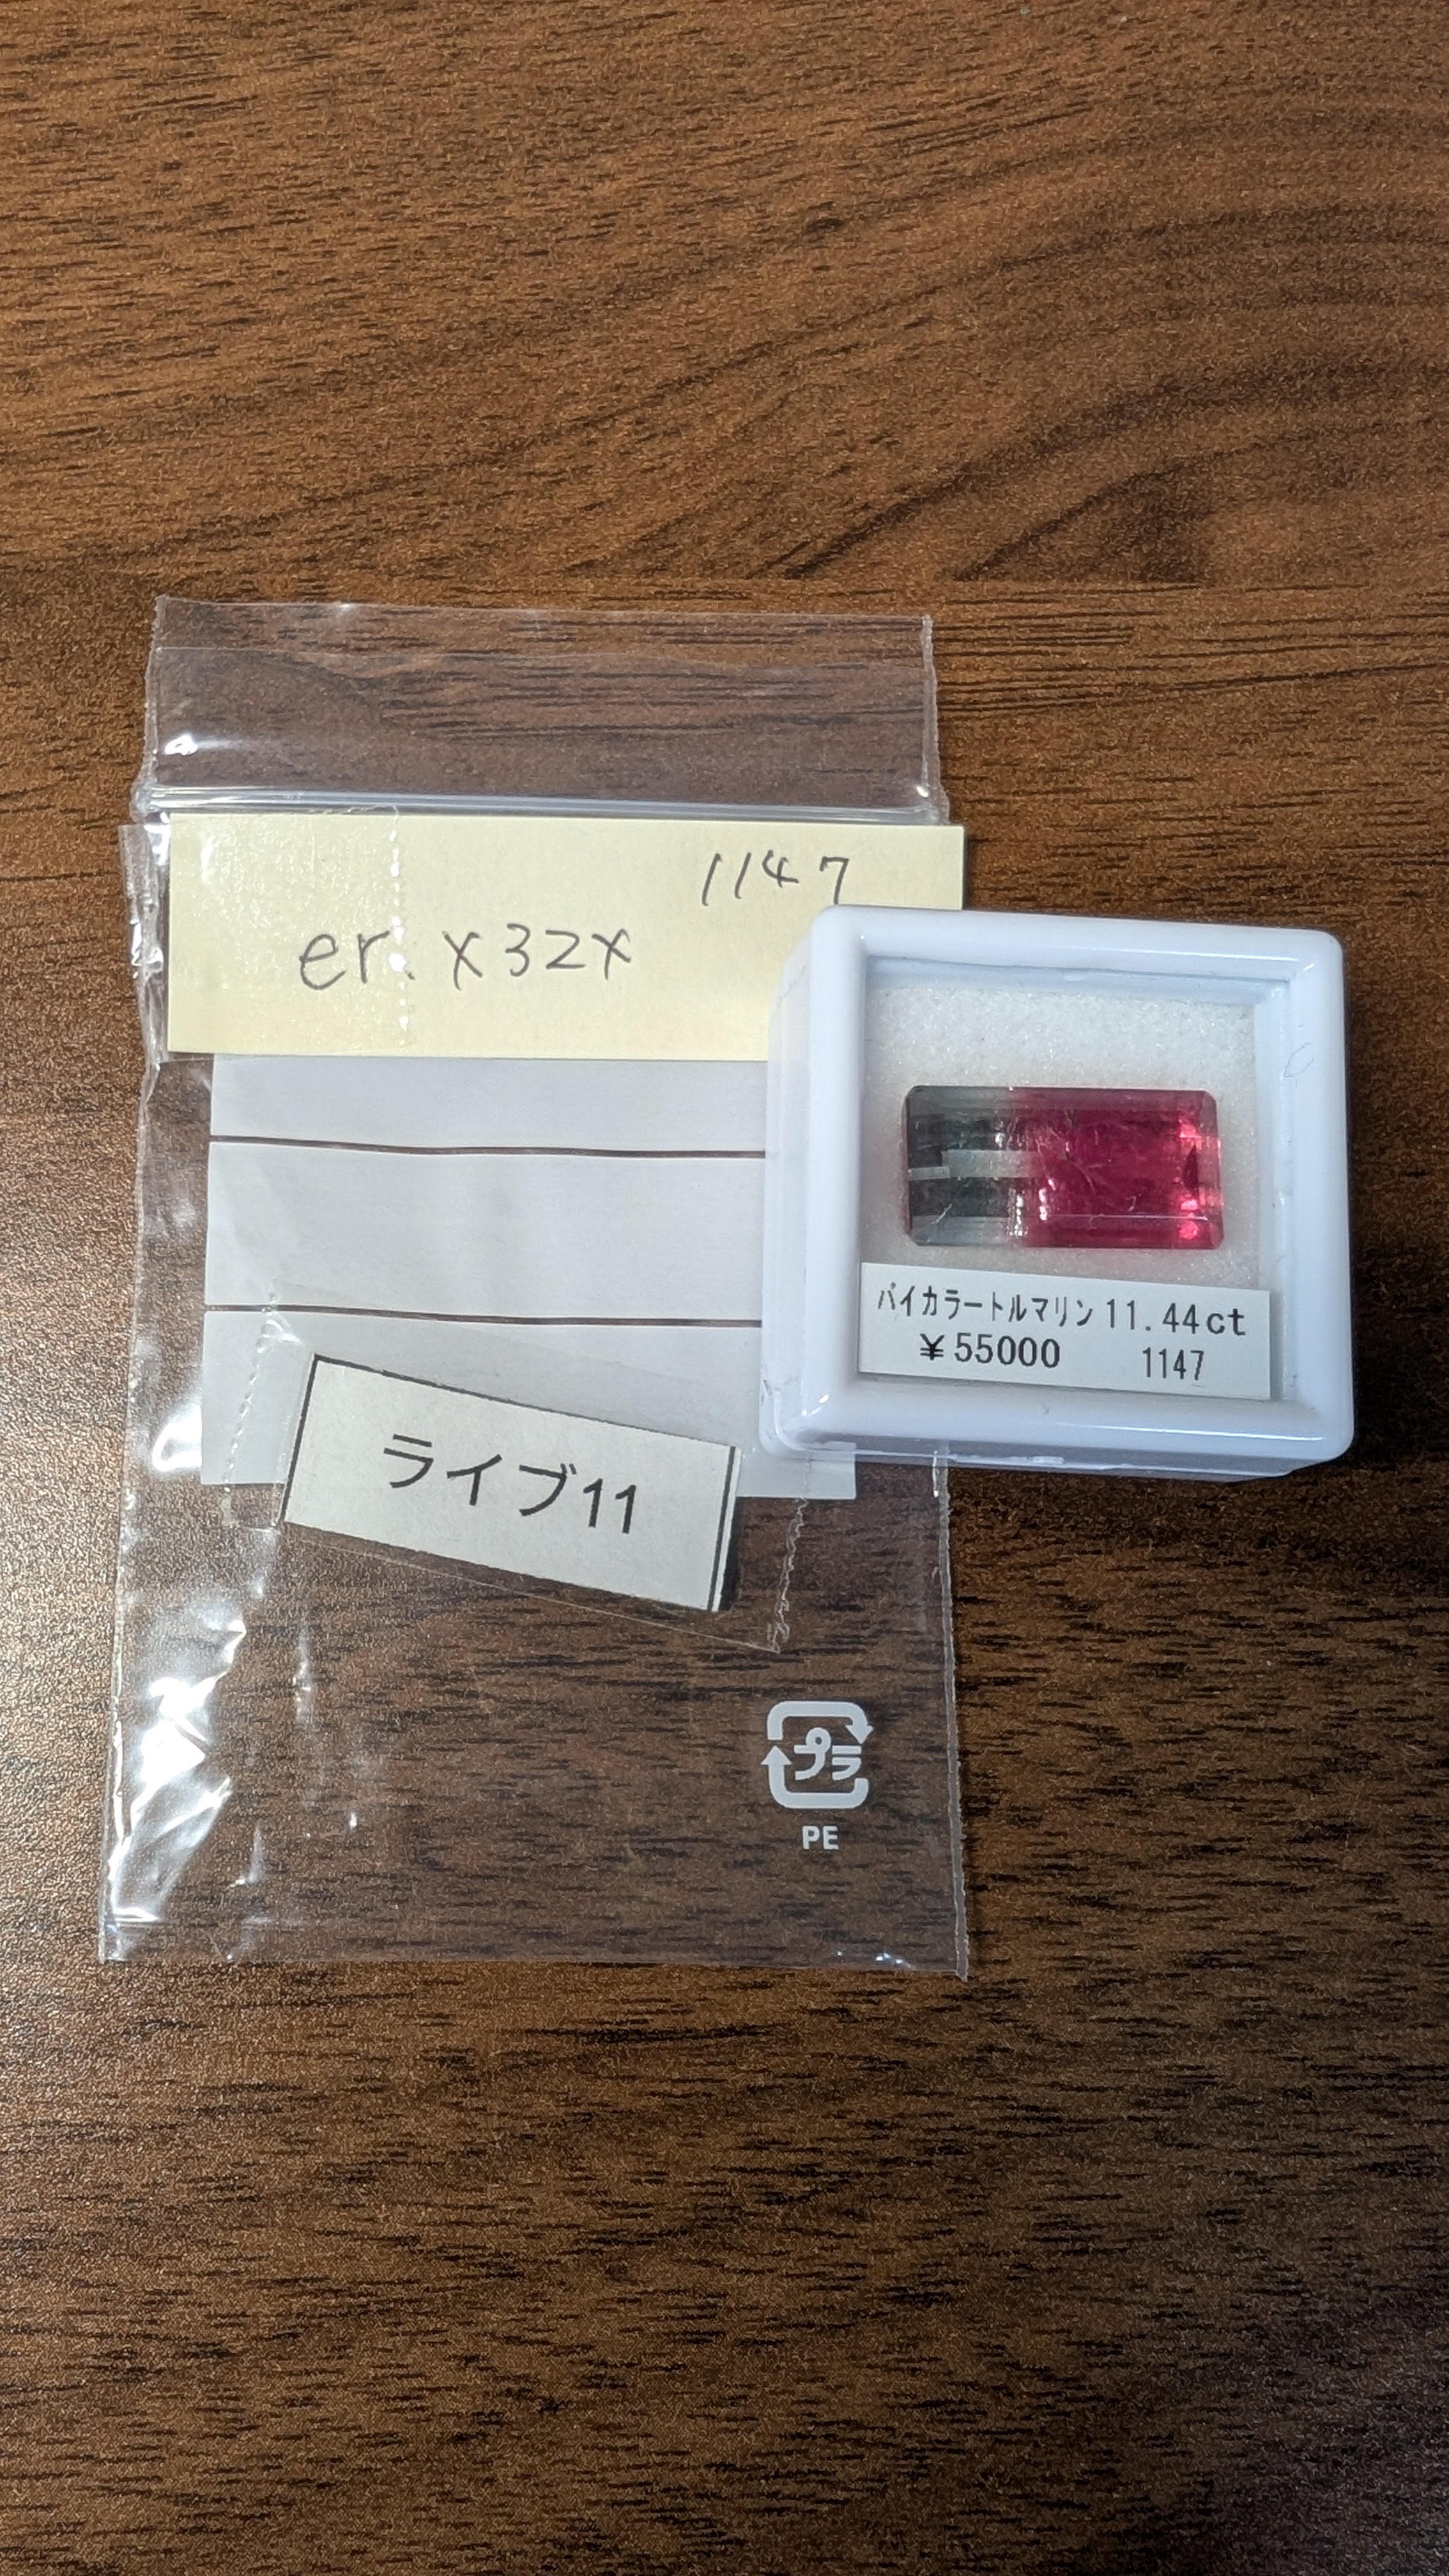 1147
er. x32x
バイカラートルマリン 11.44ct
¥55000 1147
ライブ11
プラ
PE